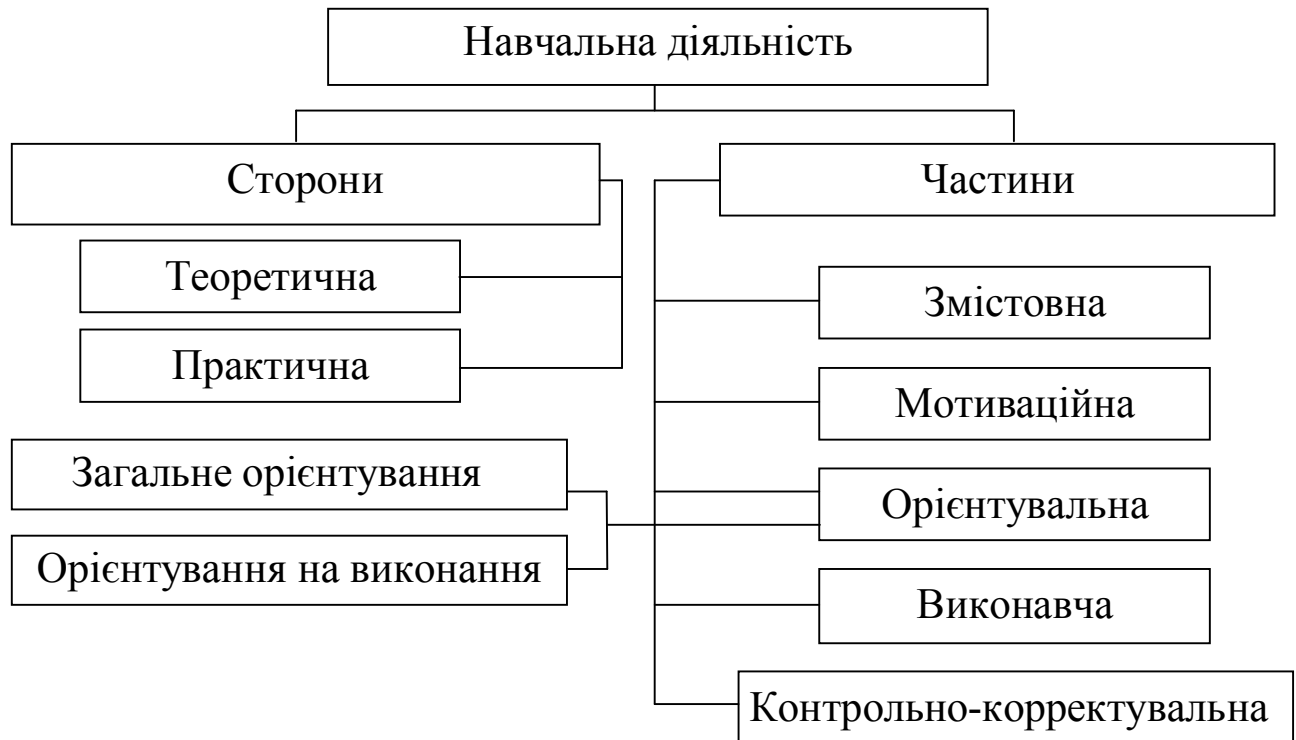 Навчальна діяльність
Сторони
Частини
Теоретична
Практична
Змістовна
Мотиваційна
Загальне орієнтування
Орієнтування на виконання
Орієнтувальна
Виконавча
Контрольно-корректувальна